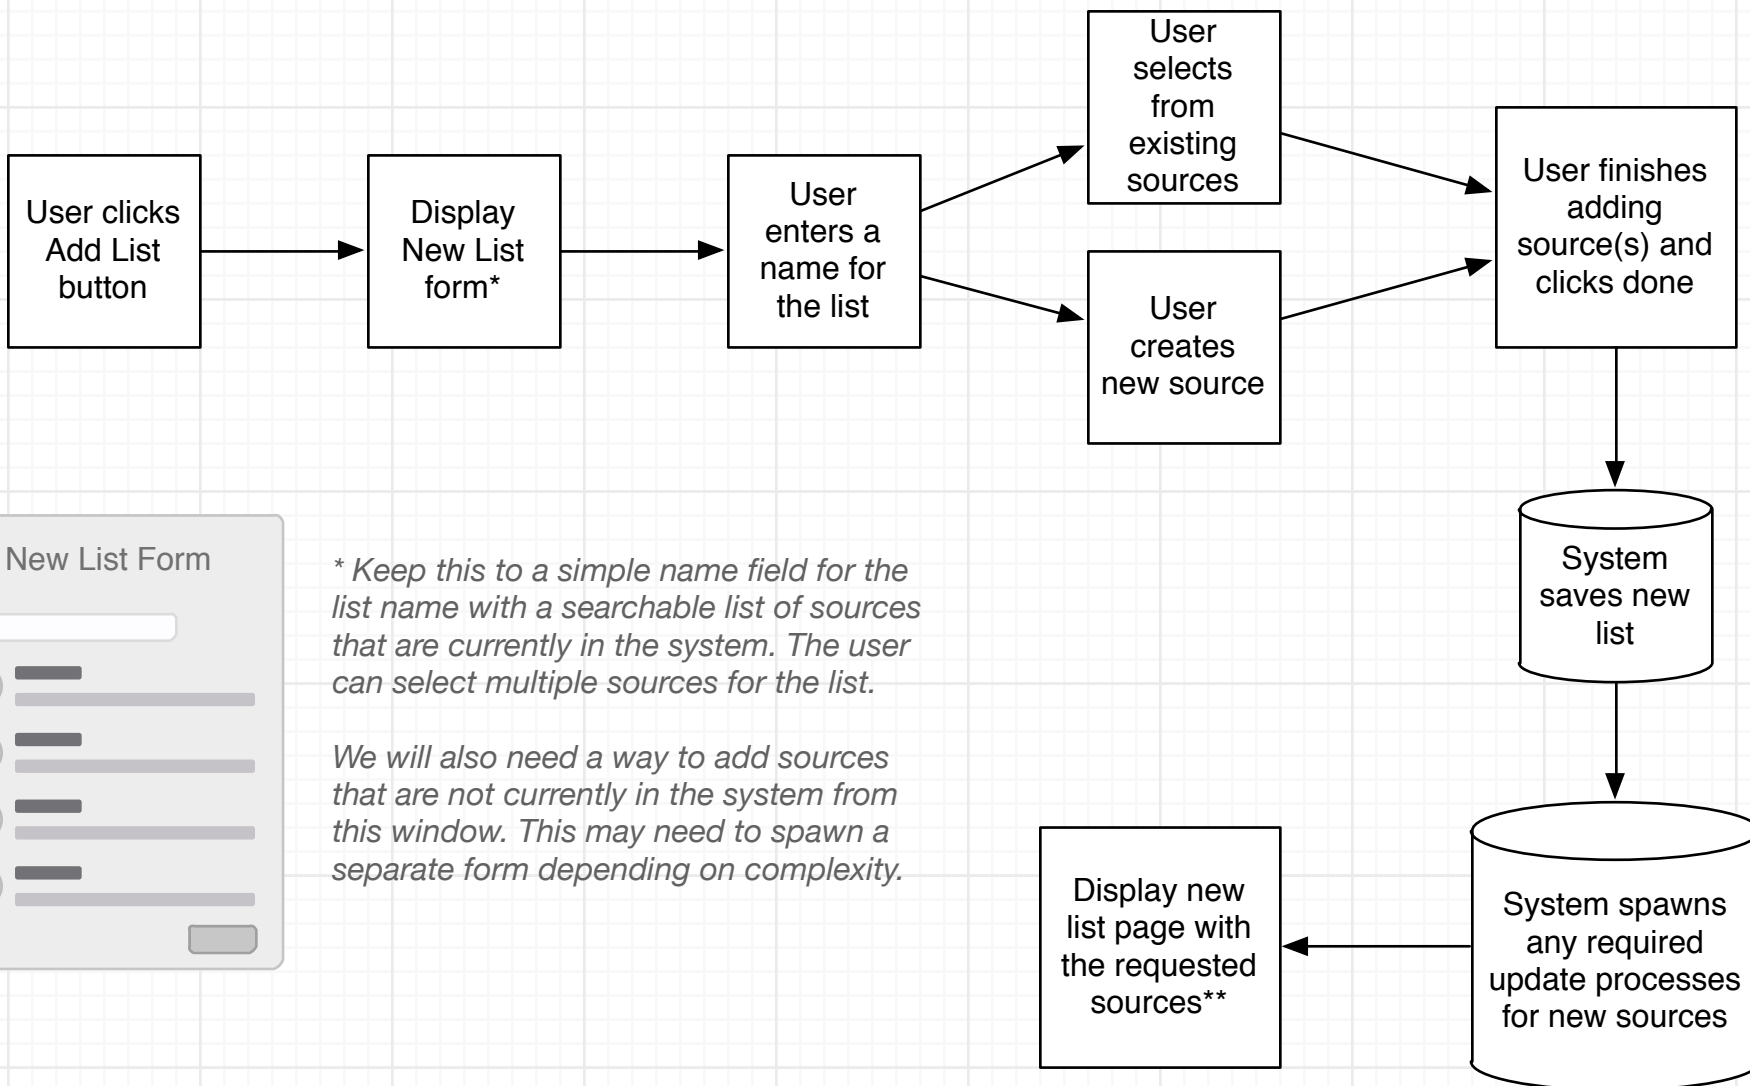 User clicks
Add List
button
Display
New List
form*
User
enters a
name for
the list
User
selects
from
existing
sources
User
creates
new source
User finishes
adding
source(s) and
clicks done
System
saves new
list
System spawns
any required
update processes
for new sources
Display new
list page with
the requested
sources**
New List Form
* Keep this to a simple name field for the
list name with a searchable list of sources
that are currently in the system. The user
can select multiple sources for the list.
We will also need a way to add sources
that are not currently in the system from
this window. This may need to spawn a
separate form depending on complexity.